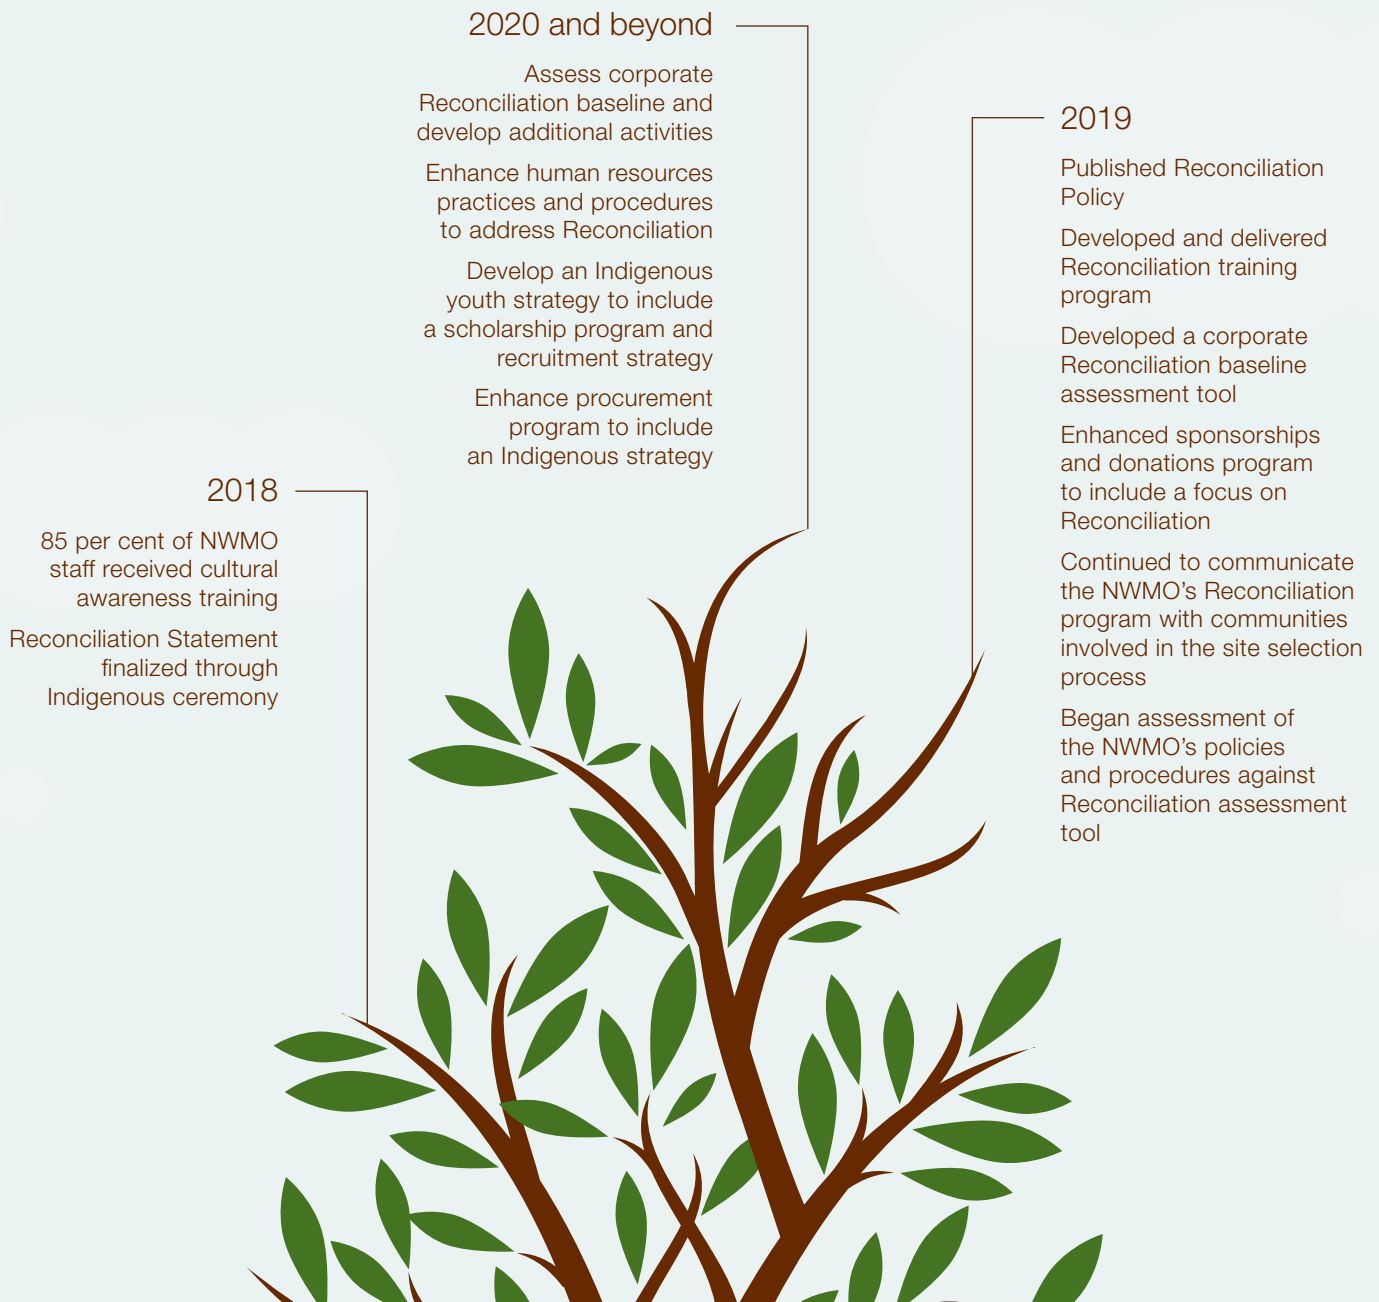 2020 and beyond
Assess corporate
Reconciliation baseline and
develop additional activities
Enhance human resources
practices and procedures
to address Reconciliation
Develop an Indigenous
youth strategy to include
a scholarship program and
recruitment strategy
Enhance procurement
program to include
an Indigenous strategy
2019
Published Reconciliation
Policy
Developed and delivered
Reconciliation training
program
Developed a corporate
Reconciliation baseline
assessment tool
Enhanced sponsorships
and donations program
to include a focus on
Reconciliation
Continued to communicate
the NWMO’s Reconciliation
program with communities
involved in the site selection
process
Began assessment of
the NWMO’s policies
and procedures against
Reconciliation assessment
tool
2018
85 per cent of NWMO
staff received cultural
awareness training
Reconciliation Statement
finalized through
Indigenous ceremony